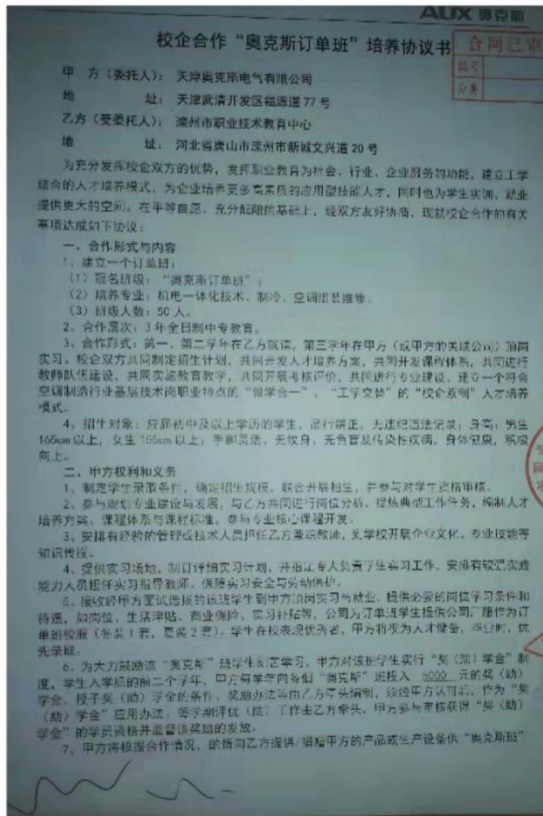 AUX 奥克斯
校企合作“奥克斯订单班”培养协议书
合同已审
编号
分类
甲 方（委托人）： 天津奥克斯电气有限公司
地 址： 天津武清开发区福源道 77 号
乙方（受委托人）： 滦州市职业技术教育中心
地 址： 河北省唐山市滦州市新城文兴道 20 号
为充分发挥校企双方的优势，发挥职业教育为社会、行业、企业服务的功能，建立工学
结合的人才培养模式，为企业培养更多高素质的应用型技能人才，同时也为学生实训、就业
提供更大的空间，在平等自愿、充分酝酿的基础上，经双方友好协商，现就校企合作的有关
事项达成如下协议：
一、合作形式与内容
1、建立一个订单班：
（1）冠名班级：“奥克斯订单班”；
（2）培养专业：机电一体化技术、制冷、空调组装维修。
（3）班级人数：50 人。
2、合作层次：3 年全日制中专教育。
3、合作形式：第一、第二学年在乙方就读，第三学年在甲方（或甲方的关联公司）顶岗
实习。校企双方共同制定招生计划，共同开发人才培养方案，共同开发课程体系，共同进行
教师队伍建设，共同实施教育教学，共同开展考核评价，共同进行专业建设，建立一个符合
空调制造行业基层技术岗职业特点的“做学合一”、“工学交替”的“校企双制”人才培养
模式。
4、招生对象：应届初中及以上学历的学生，品行端正，无违纪违法记录；身高：男生
165cm 以上，女生 155cm 以上；手脚灵活、无纹身、无色盲及传染性疾病，身体健康，积极
向上。
二、甲方权利和义务
1、制定学生录取条件，确定招生规模，联合开展招生，并参与对学生资格审核。
2、参与规划专业建设与发展，与乙方共同进行岗位分析，提炼典型工作任务，编制人才
培养方案、课程体系与课程标准，参与专业核心课程开发。
3、安排有经验的管理或技术人员担任乙方兼职教师，到学校开展企业文化、专业技能等
知识传授。
4、提供实习场地，制订详细实习计划，并指定专人负责学生实习工作，安排有较强实践
能力人员担任实习指导教师，保障实习安全与劳动保护。
5、接收经甲方面试选拔的该班学生到甲方顶岗实习与就业，提供必要的岗位学习条件和
待遇，如岗位、生活津贴、商业保险、实习补贴等，公司为订单班学生提供公司厂服作为订
单班校服（冬装 1 套，夏装 2 套）。学生在校表现优秀者，甲方将视为人才储备，毕业时，优
先录取。
6、为大力鼓励该“奥克斯”班学生刻苦学习，甲方对该班学生实行“奖（助）学金”制
度。学生入学后的前二个学年，甲方每学年向每个“奥克斯”班投入 5000 元的奖（助）
学金，授予奖（助）学金的条件、奖励办法等由乙方牵头编制，须经甲方认可后，作为“奖
（助）学金”应用办法；每学期评优（助）工作由乙方牵头，甲方参与审核获得“奖（助）
学金”的学员资格并监督该奖励的发放。
7、甲方将根据合作情况，酌情向乙方提供/捐赠甲方的产品或生产设备供“奥克斯班”